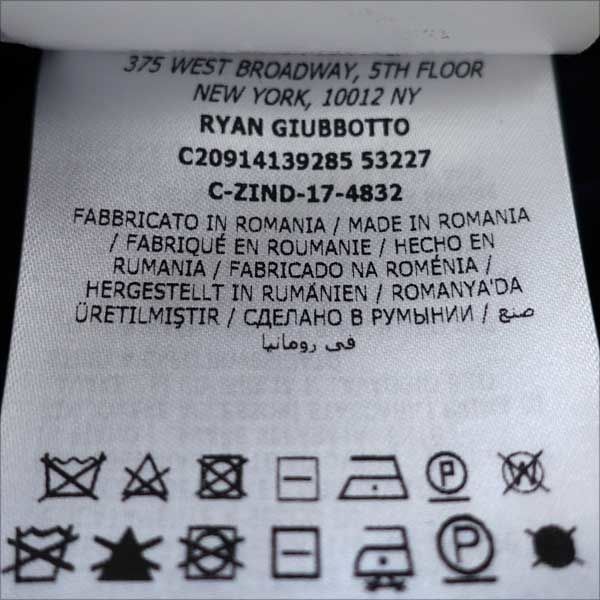 375 WEST BROADWAY, 5TH FLOOR
NEW YORK, 10012 NY
RYAN GIUBBOTTO
C20914139285 53227
C-ZIND-17-4832
FABBRICATO IN ROMANIA / MADE IN ROMANIA
/ FABRIQUÉ EN ROUMANIE / HECHO EN
RUMANIA / FABRICADO NA ROMÉNIA /
HERGESTELLT IN RUMÄNIEN / ROMANYA'DA
ÜRETILMIŞTIR / СДЕЛАНО В РУМЫНИИ / صنع
في رومانيا
P W
P